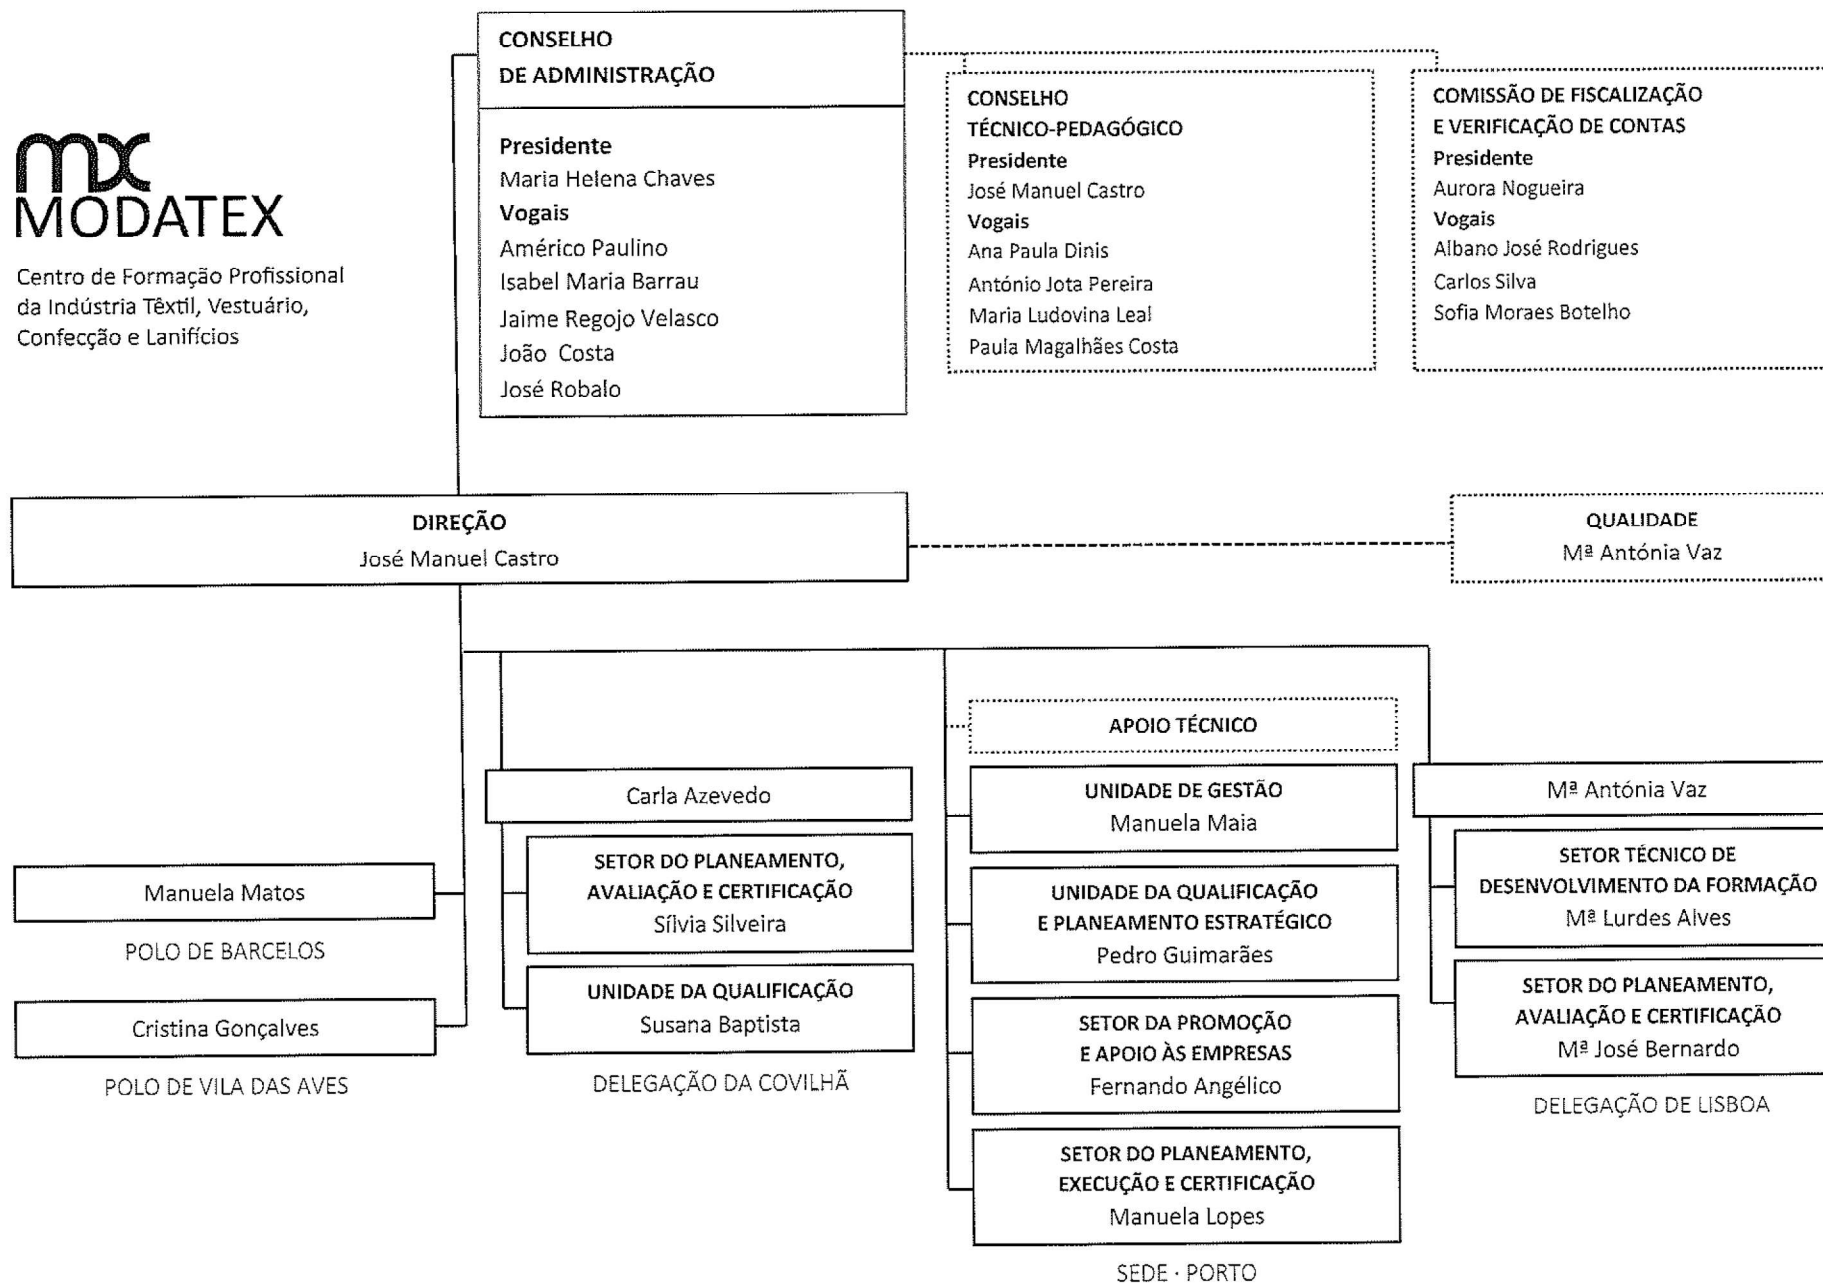 mx
MODATEX
Centro de Formação Profissional
da Indústria Têxtil, Vestuário,
Confecção e Lanifícios
CONSELHO
DE ADMINISTRAÇÃO
Presidente
Maria Helena Chaves
Vogais
Américo Paulino
Isabel Maria Barrau
Jaime Regojo Velasco
João Costa
José Robalo
CONSELHO
TÉCNICO-PEDAGÓGICO
Presidente
José Manuel Castro
Vogais
Ana Paula Dinis
António Jota Pereira
Maria Ludovina Leal
Paula Magalhães Costa
COMISSÃO DE FISCALIZAÇÃO
E VERIFICAÇÃO DE CONTAS
Presidente
Aurora Nogueira
Vogais
Albano José Rodrigues
Carlos Silva
Sofia Moraes Botelho
DIREÇÃO
José Manuel Castro
QUALIDADE
Mª Antónia Vaz
Manuela Matos
POLO DE BARCELOS
Cristina Gonçalves
POLO DE VILA DAS AVES
Carla Azevedo
SETOR DO PLANEAMENTO,
AVALIAÇÃO E CERTIFICAÇÃO
Sílvia Silveira
UNIDADE DA QUALIFICAÇÃO
Susana Baptista
DELEGAÇÃO DA COVILHÃ
APOIO TÉCNICO
UNIDADE DE GESTÃO
Manuela Maia
UNIDADE DA QUALIFICAÇÃO
E PLANEAMENTO ESTRATÉGICO
Pedro Guimarães
SETOR DA PROMOÇÃO
E APOIO ÀS EMPRESAS
Fernando Angélico
SETOR DO PLANEAMENTO,
EXECUÇÃO E CERTIFICAÇÃO
Manuela Lopes
SEDE · PORTO
Mª Antónia Vaz
SETOR TÉCNICO DE
DESENVOLVIMENTO DA FORMAÇÃO
Mª Lurdes Alves
SETOR DO PLANEAMENTO,
AVALIAÇÃO E CERTIFICAÇÃO
Mª José Bernardo
DELEGAÇÃO DE LISBOA